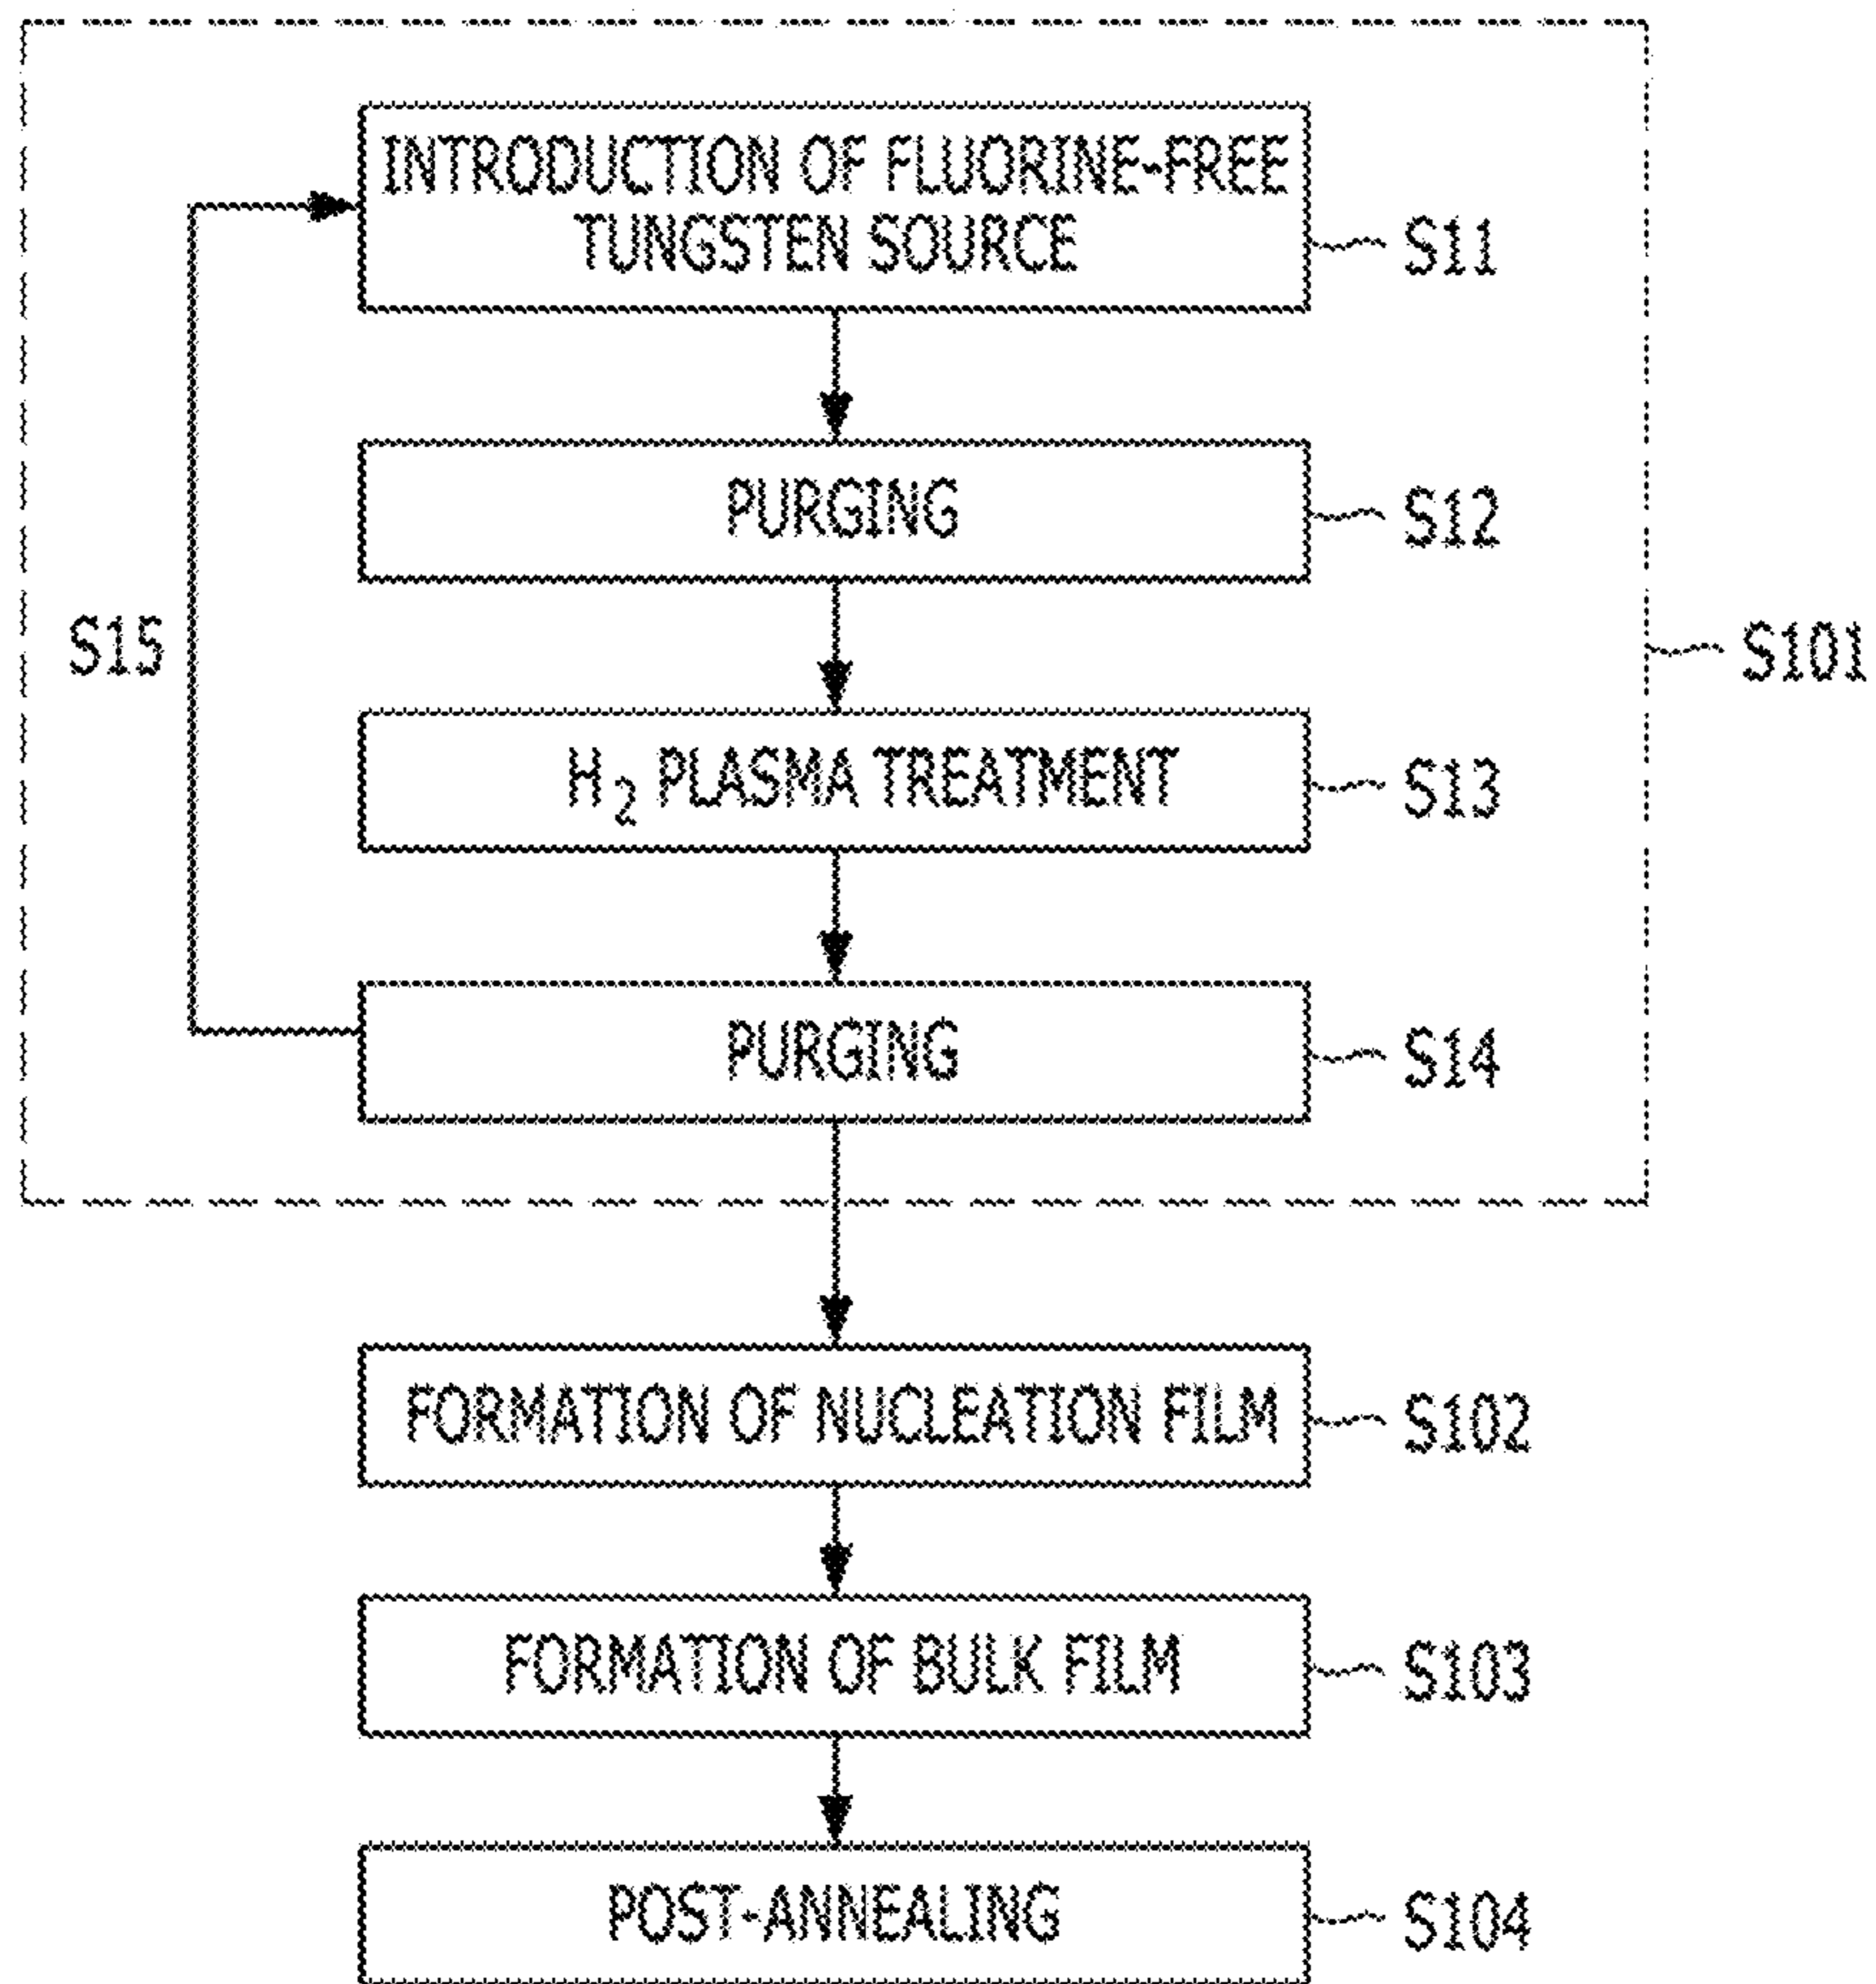 INTRODUCTION OF FLUORINE-FREE
TUNGSTEN SOURCE
S11
PURGING
S12
S15
S101
H2 PLASMA TREATMENT
S13
PURGING
S14
FORMATION OF NUCLEATION FILM
S102
FORMATION OF BULK FILM
S103
POST-ANNEALING
S104